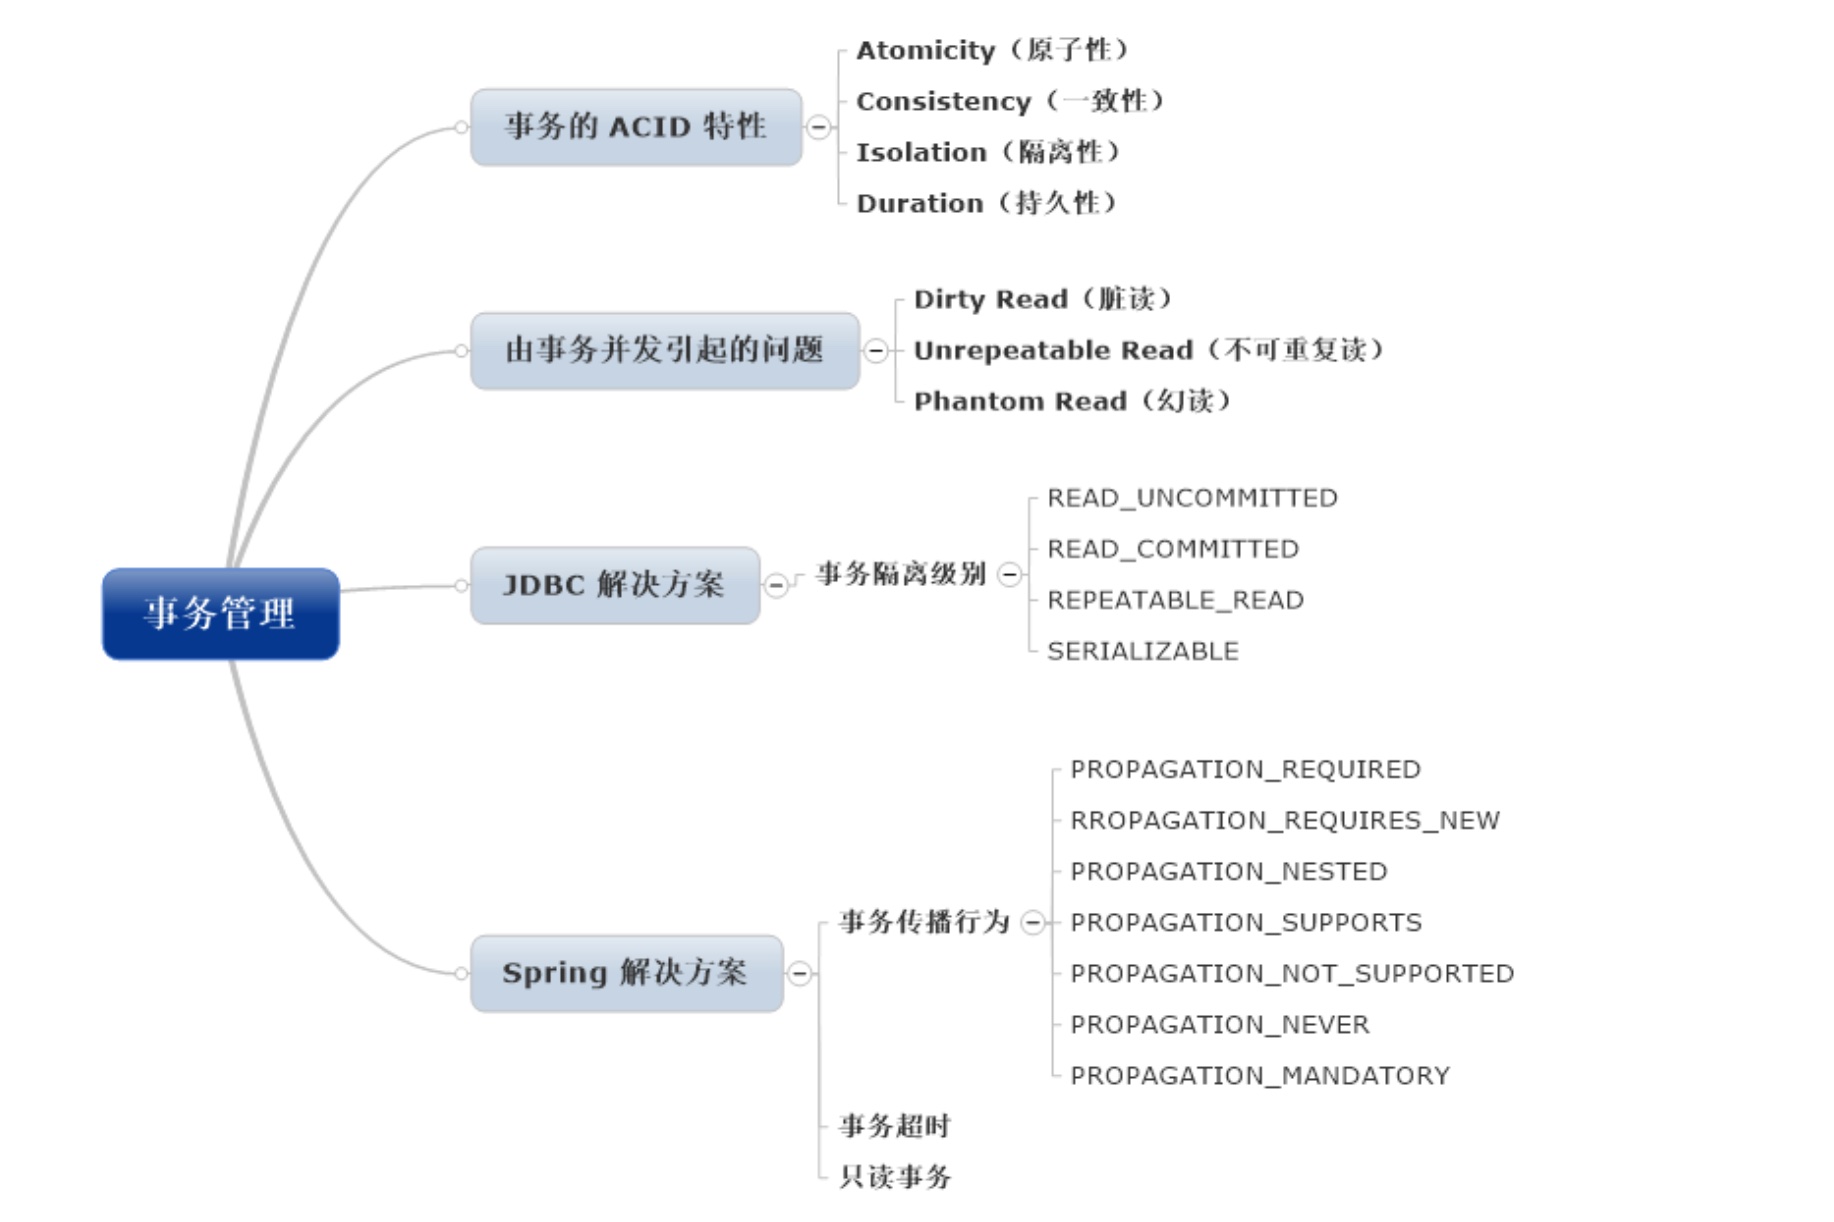 事务管理
事务的 ACID 特性
Atomicity（原子性）
Consistency（一致性）
Isolation（隔离性）
Duration（持久性）
由事务并发引起的问题
Dirty Read（脏读）
Unrepeatable Read（不可重复读）
Phantom Read（幻读）
JDBC 解决方案
事务隔离级别
READ_UNCOMMITTED
READ_COMMITTED
REPEATABLE_READ
SERIALIZABLE
Spring 解决方案
事务传播行为
PROPAGATION_REQUIRED
RROPAGATION_REQUIRES_NEW
PROPAGATION_NESTED
PROPAGATION_SUPPORTS
PROPAGATION_NOT_SUPPORTED
PROPAGATION_NEVER
PROPAGATION_MANDATORY
事务超时
只读事务